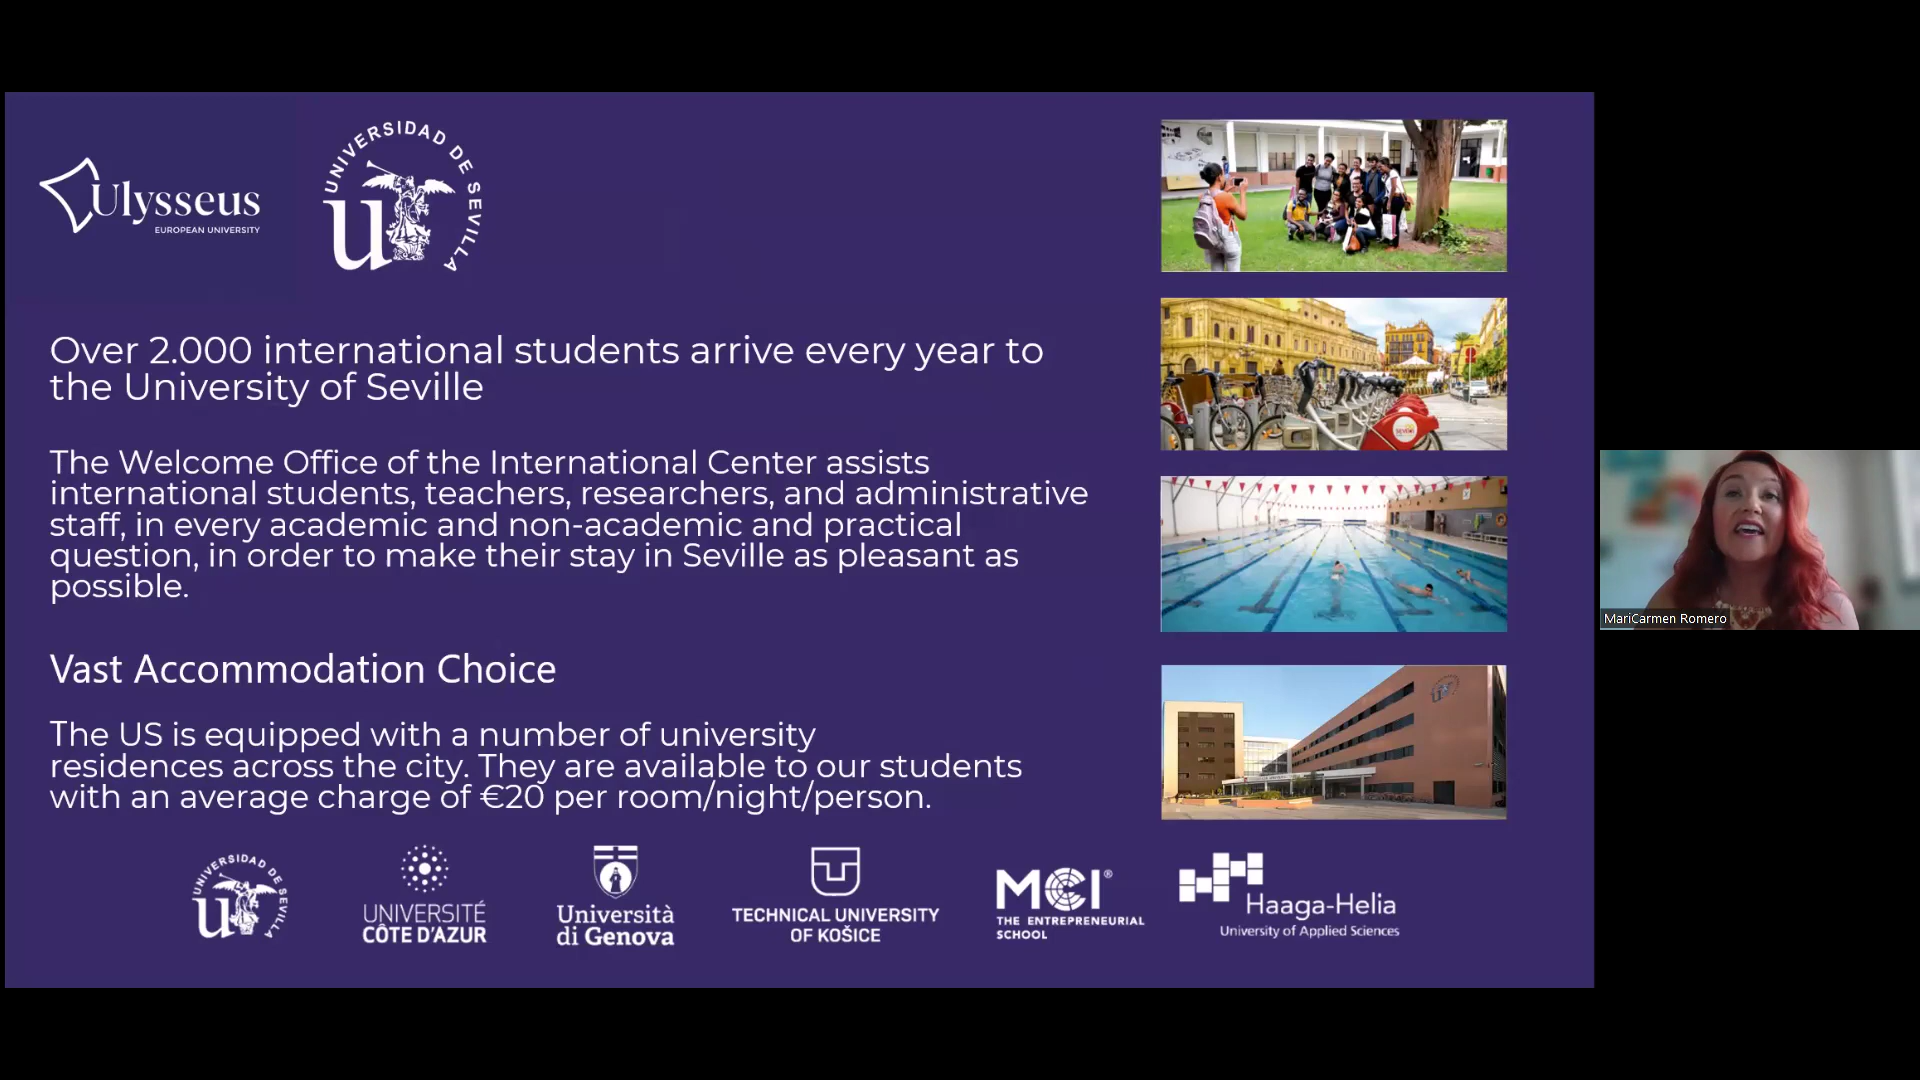 Ulysseus
EUROPEAN UNIVERSITY
UNIVERSIDAD DE SEVILLA
u
Over 2.000 international students arrive every year to
the University of Seville
The Welcome Office of the International Center assists
international students, teachers, researchers, and administrative
staff, in every academic and non-academic and practical
question, in order to make their stay in Seville as pleasant as
possible.
Vast Accommodation Choice
The US is equipped with a number of university
residences across the city. They are available to our students
with an average charge of €20 per room/night/person.
MariCarmen Romero
UNIVERSIDAD DE SEVILLA
u
UNIVERSITÉ
CÔTE D'AZUR
Università
di Genova
TECHNICAL UNIVERSITY
OF KOŠICE
MCI®
THE ENTREPRENEURIAL
SCHOOL
Haaga-Helia
University of Applied Sciences